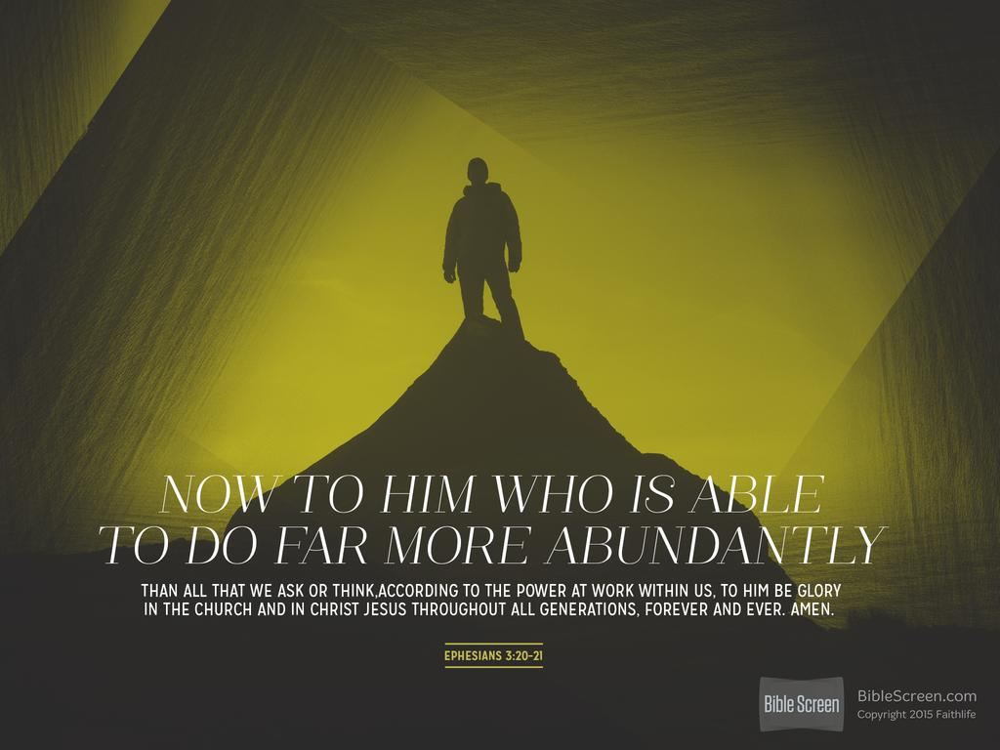 NOW TO HIM WHO IS ABLE
TO DO FAR MORE ABUNDANTLY
THAN ALL THAT WE ASK OR THINK,ACCORDING TO THE POWER AT WORK WITHIN US, TO HIM BE GLORY
IN THE CHURCH AND IN CHRIST JESUS THROUGHOUT ALL GENERATIONS, FOREVER AND EVER. AMEN.
EPHESIANS 3:20-21
Bible Screen
BibleScreen.com
Copyright 2015 Faithlife